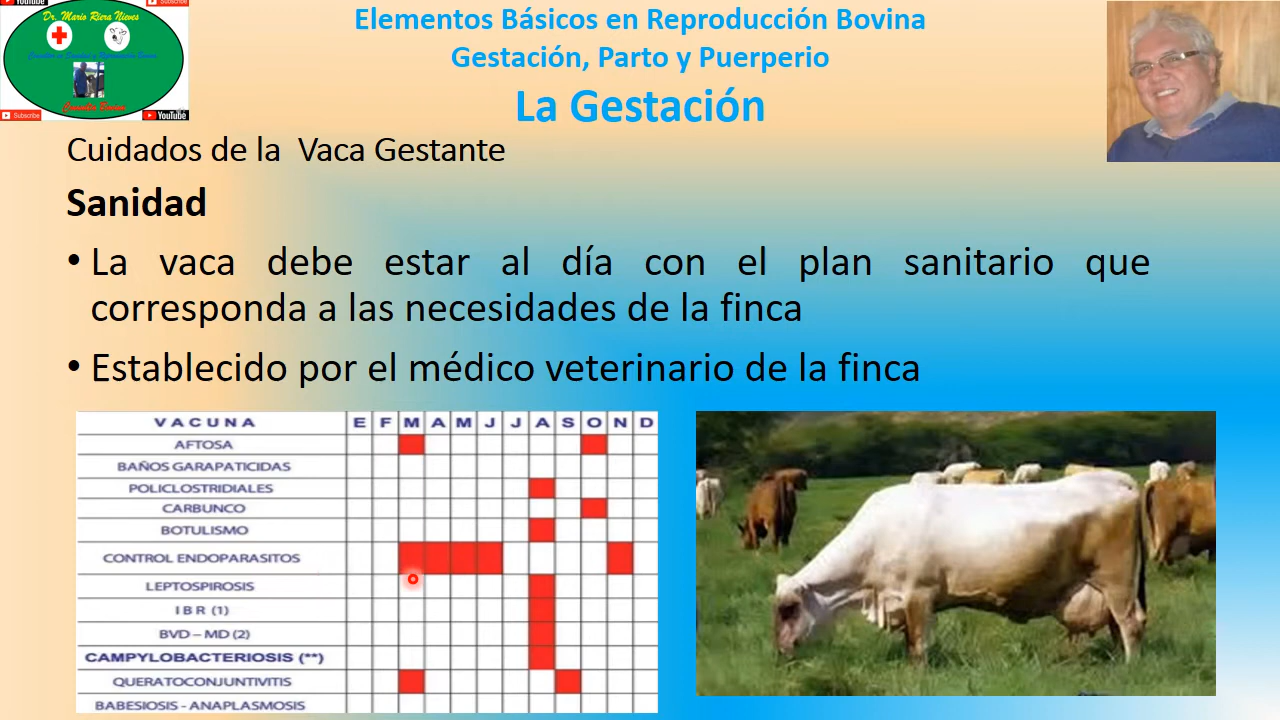 YouTube
Subscribe
Dr. Mario Riera Nieves
Subscribe
YouTube
Elementos Básicos en Reproducción Bovina
Gestación, Parto y Puerperio
La Gestación
Cuidados de la Vaca Gestante
Sanidad
• La vaca debe estar al día con el plan sanitario que
corresponda a las necesidades de la finca
• Establecido por el médico veterinario de la finca
VACUNA E F M A M J J A S O N D
AFTOSA
BAÑOS GARAPATICIDAS
POLICLOSTRIDIALES
CARBUNCO
BOTULISMO
CONTROL ENDOPARASITOS
LEPTOSPIROSIS
IBR (1)
BVD – MD (2)
CAMPYLOBACTERIOSIS (**)
QUERATOCONJUNTIVITIS
BABESIOSIS - ANAPLASMOSIS